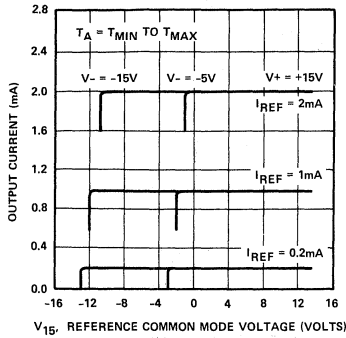 2.8
T_A = T_MIN TO T_MAX
2.4
V- = -15V V- = -5V V+ = +15V
2.0
I_REF = 2mA
1.6
OUTPUT CURRENT (mA)
1.2
I_REF = 1mA
0.8
0.4
I_REF = 0.2mA
0.0
-16 -12 -8 -4 0 4 8 12 16
V_15, REFERENCE COMMON MODE VOLTAGE (VOLTS)